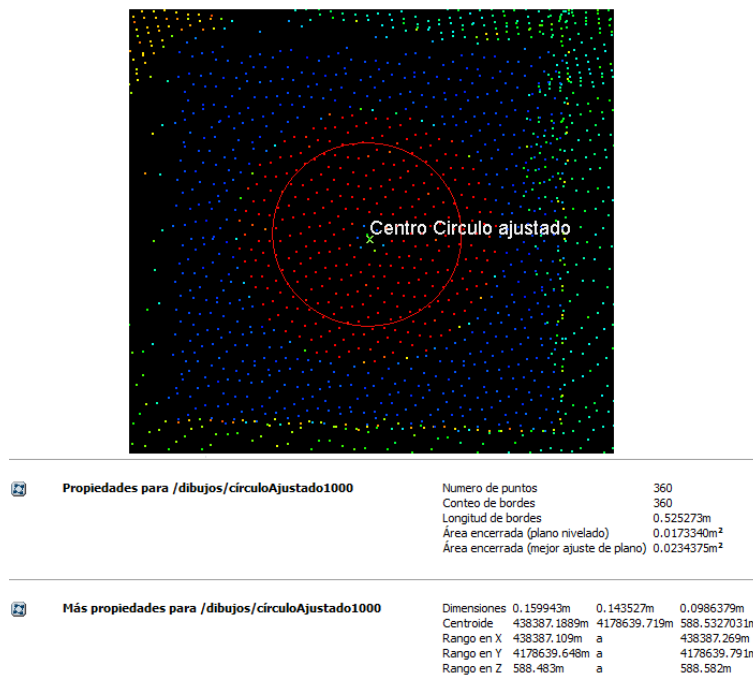 Centro Circulo ajustado
Propiedades para /dibujos/círculoAjustado1000
Numero de puntos 360
Conteo de bordes 360
Longitud de bordes 0.525273m
Área encerrada (plano nivelado) 0.0173340m²
Área encerrada (mejor ajuste de plano) 0.0234375m²
Más propiedades para /dibujos/círculoAjustado1000
Dimensiones 0.159943m 0.143527m 0.0986379m
Centroide 438387.1889m 4178639.719m 588.5327031m
Rango en X 438387.109m a 438387.269m
Rango en Y 4178639.648m a 4178639.791m
Rango en Z 588.483m a 588.582m